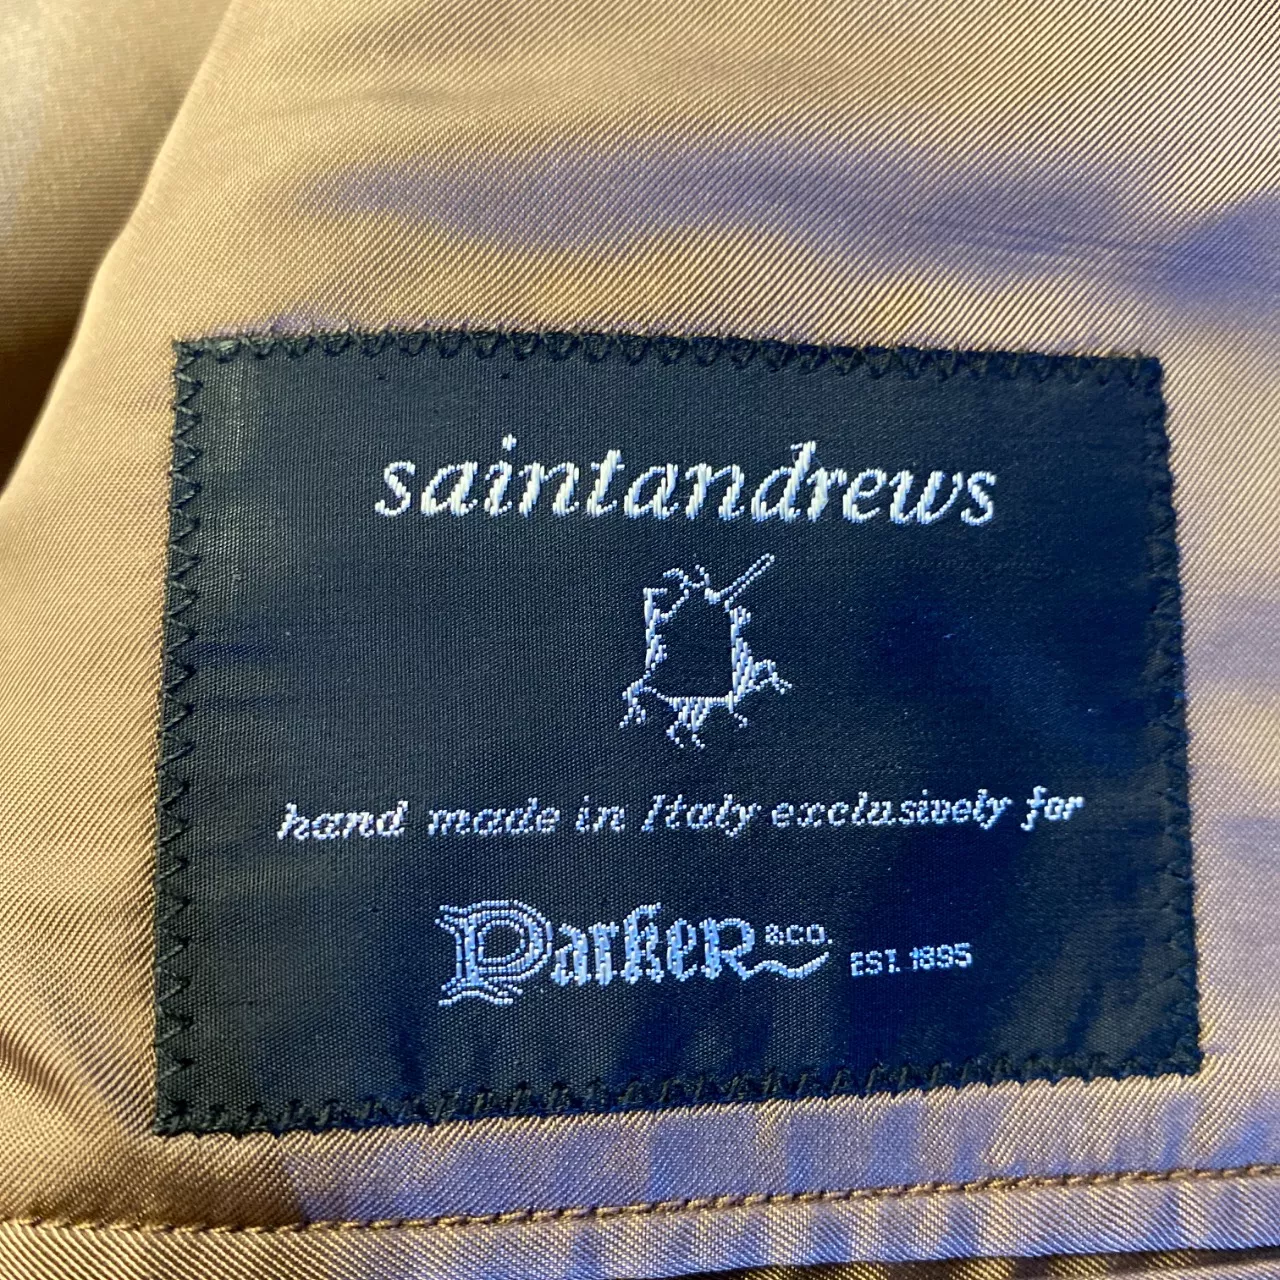 saintandrews
hand made in Italy exclusively for
Parker &CO. EST. 1895